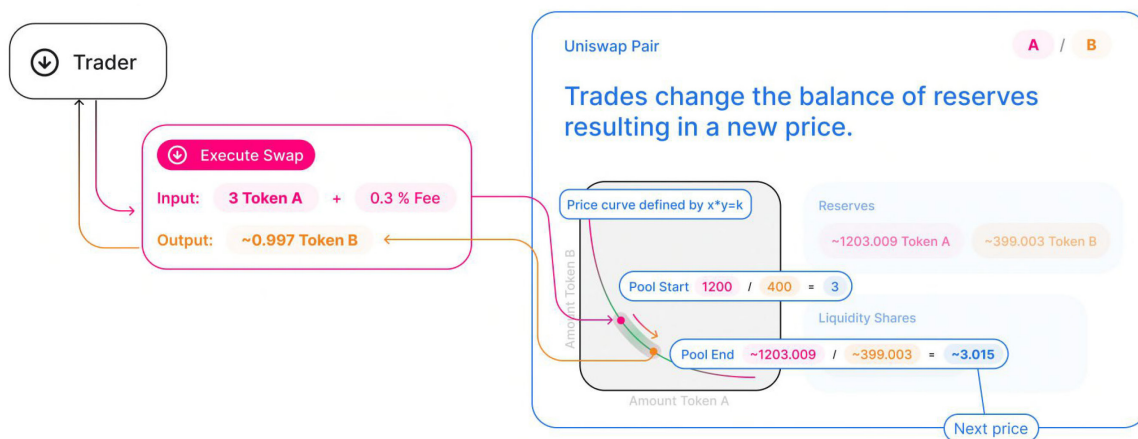 Trader
Execute Swap
Input: 3 Token A + 0.3 % Fee
Output: ~0.997 Token B
Uniswap Pair
A / B
Trades change the balance of reserves
resulting in a new price.
Price curve defined by x*y=k
Amount Token B
Amount Token A
Pool Start 1200 / 400 = 3
Pool End ~1203.009 / ~399.003 = ~3.015
Next price
Reserves
~1203.009 Token A ~399.003 Token B
Liquidity Shares